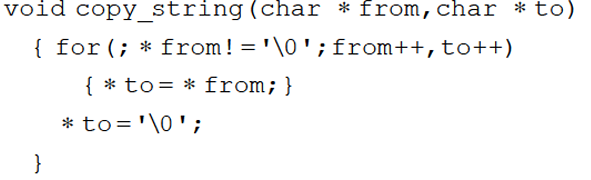 void copy_string(char * from,char * to)
{ for(; * from!='\0';from++,to++)
{ * to= * from;}
* to='\0';
}